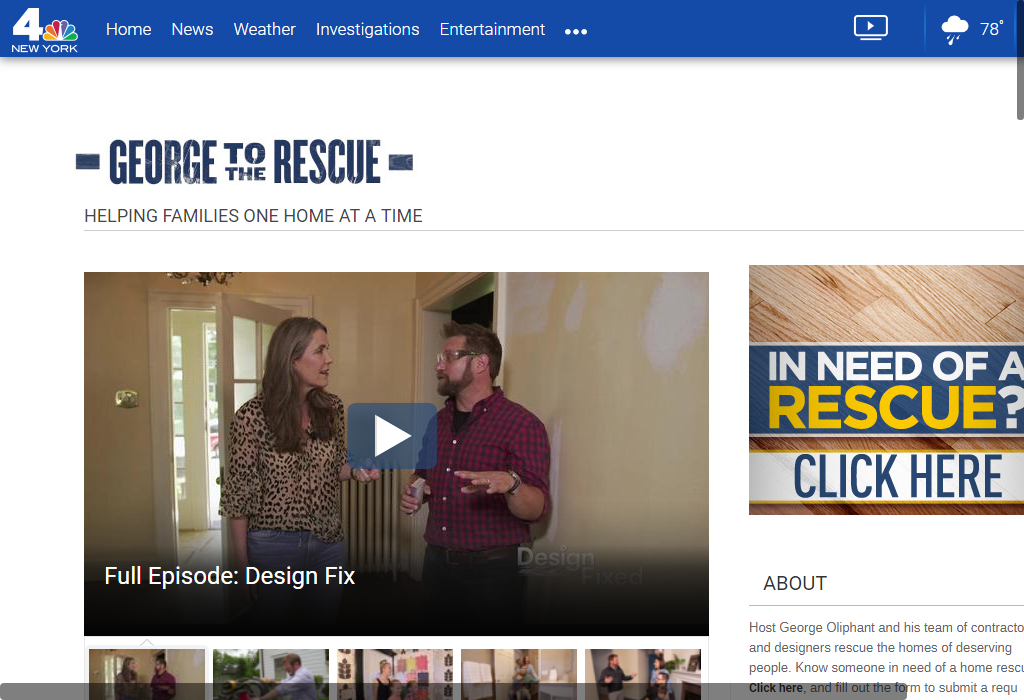 4
NEW YORK
Home
News
Weather
Investigations
Entertainment
78°
GEORGE TO THE RESCUE
HELPING FAMILIES ONE HOME AT A TIME
Design
Fixed
Full Episode: Design Fix
IN NEED OF A
RESCUE?
CLICK HERE
ABOUT
Host George Oliphant and his team of contracto
and designers rescue the homes of deserving
people. Know someone in need of a home rescu
Click here, and fill out the form to submit a requ